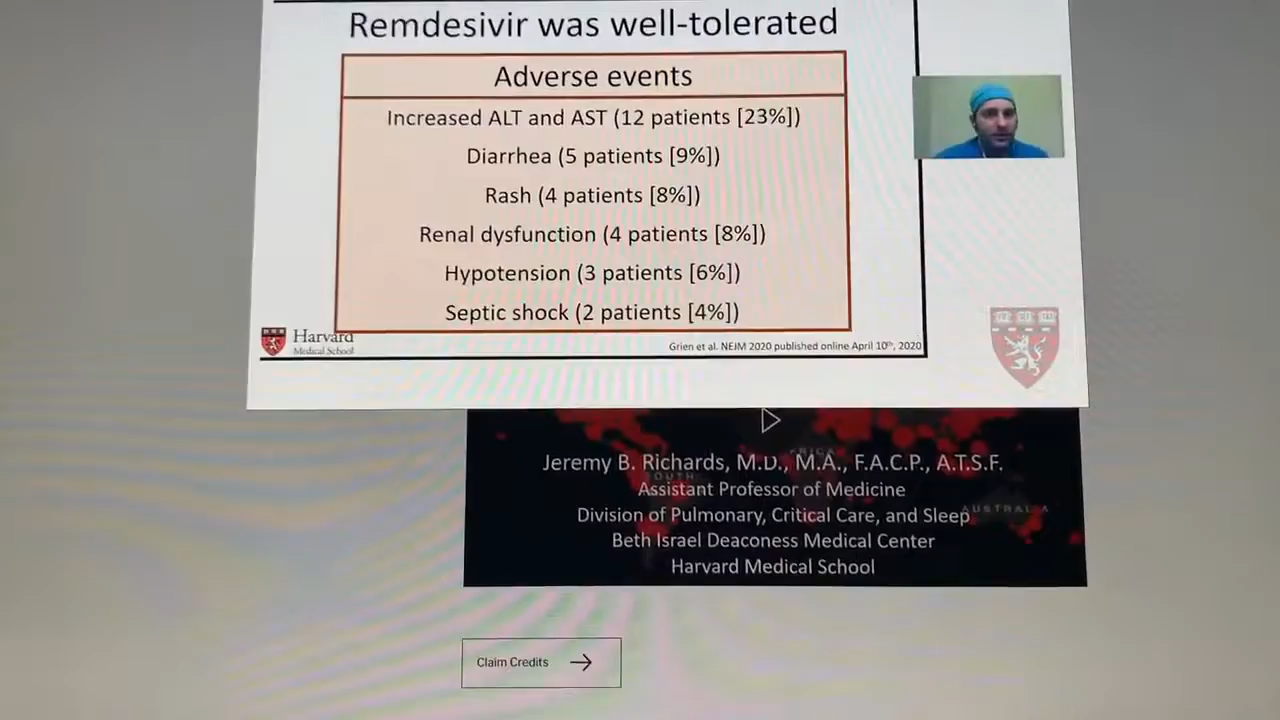 Remdesivir was well-tolerated
Adverse events
Increased ALT and AST (12 patients [23%])
Diarrhea (5 patients [9%])
Rash (4 patients [8%])
Renal dysfunction (4 patients [8%])
Hypotension (3 patients [6%])
Septic shock (2 patients [4%])
Harvard
Medical School
Grien et al. NEJM 2020 published online April 10th, 2020
Jeremy B. Richards, M.D., M.A., F.A.C.P., A.T.S.F.
SOUTH
Assistant Professor of Medicine
Division of Pulmonary, Critical Care, and Sleep
AUSTRALIA
Beth Israel Deaconess Medical Center
Harvard Medical School
Claim Credits